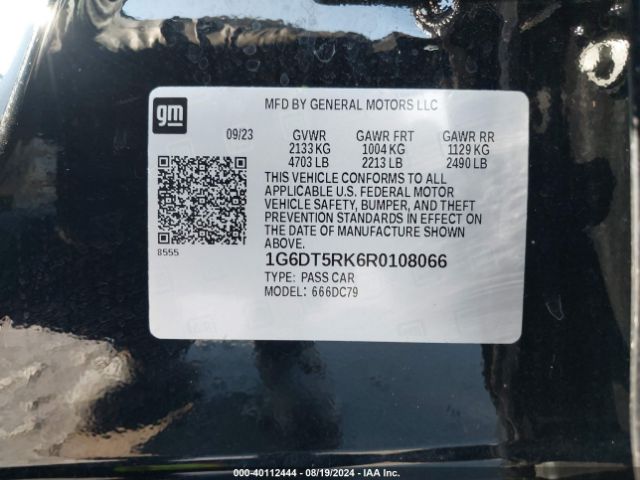 gm
MFD BY GENERAL MOTORS LLC
09/23 GVWR GAWR FRT GAWR RR
2133 KG 1004 KG 1129 KG
4703 LB 2213 LB 2490 LB
THIS VEHICLE CONFORMS TO ALL
APPLICABLE U.S. FEDERAL MOTOR
VEHICLE SAFETY, BUMPER, AND THEFT
PREVENTION STANDARDS IN EFFECT ON
THE DATE OF MANUFACTURE SHOWN
ABOVE.
8555
1G6DT5RK6R0108066
TYPE: PASS CAR
MODEL: 666DC79
000-40112444 - 08/19/2024 - IAA Inc.